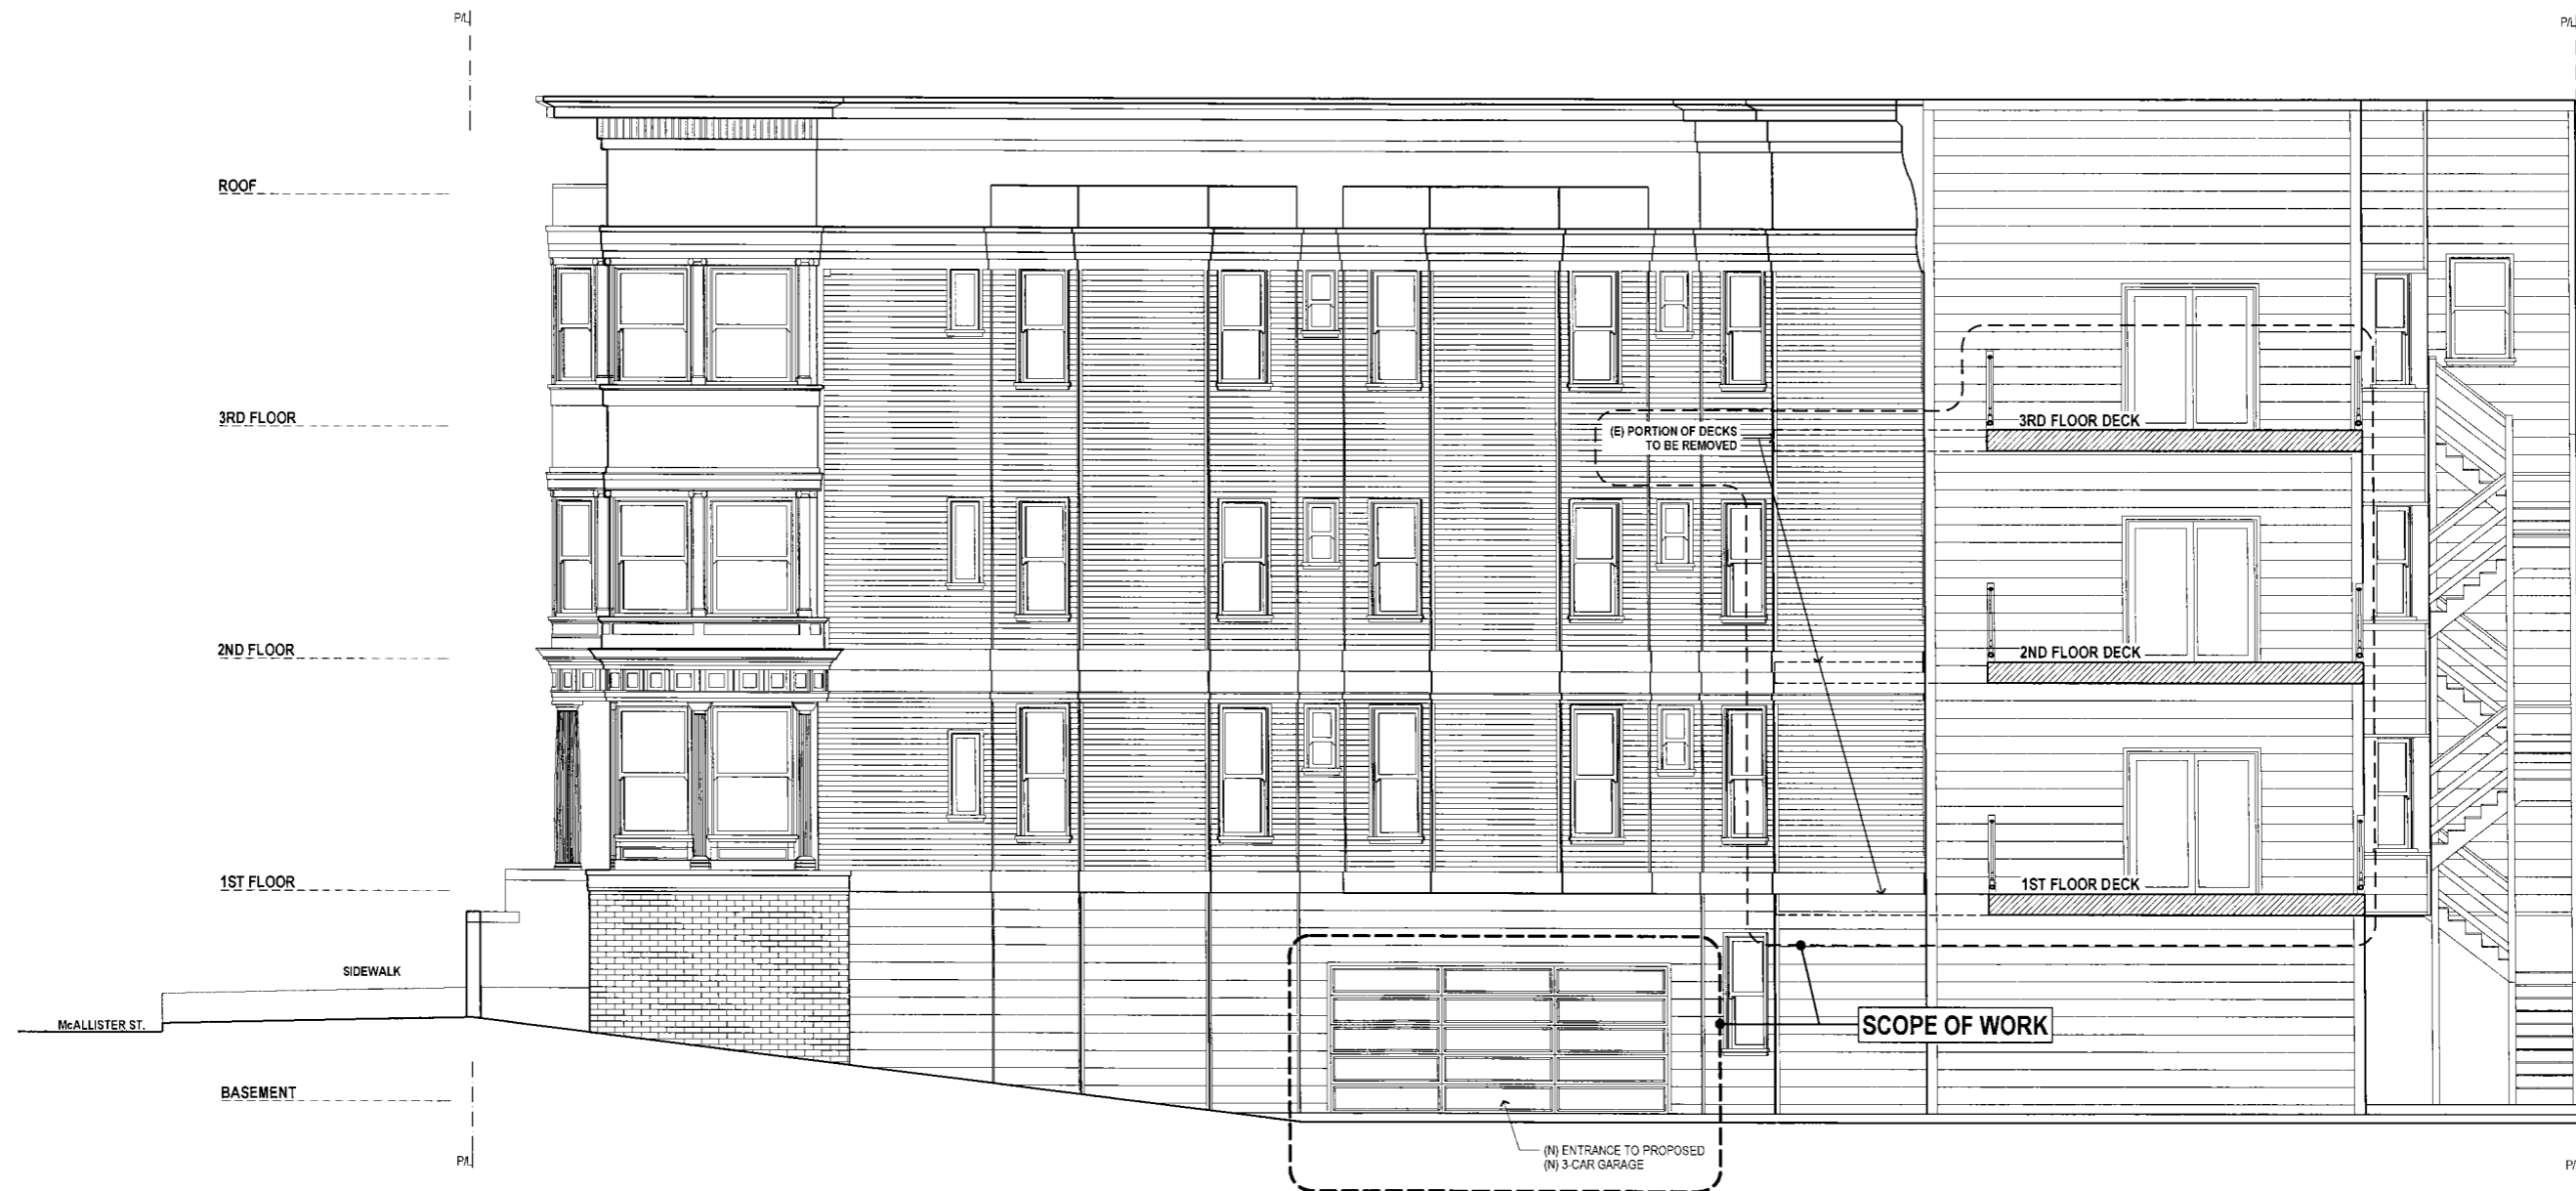 P/L
P/L
ROOF
3RD FLOOR
(E) PORTION OF DECKS
TO BE REMOVED
3RD FLOOR DECK
2ND FLOOR
2ND FLOOR DECK
1ST FLOOR
1ST FLOOR DECK
SIDEWALK
McALLISTER ST.
SCOPE OF WORK
BASEMENT
(N) ENTRANCE TO PROPOSED
(N) 3-CAR GARAGE
P/L
P/